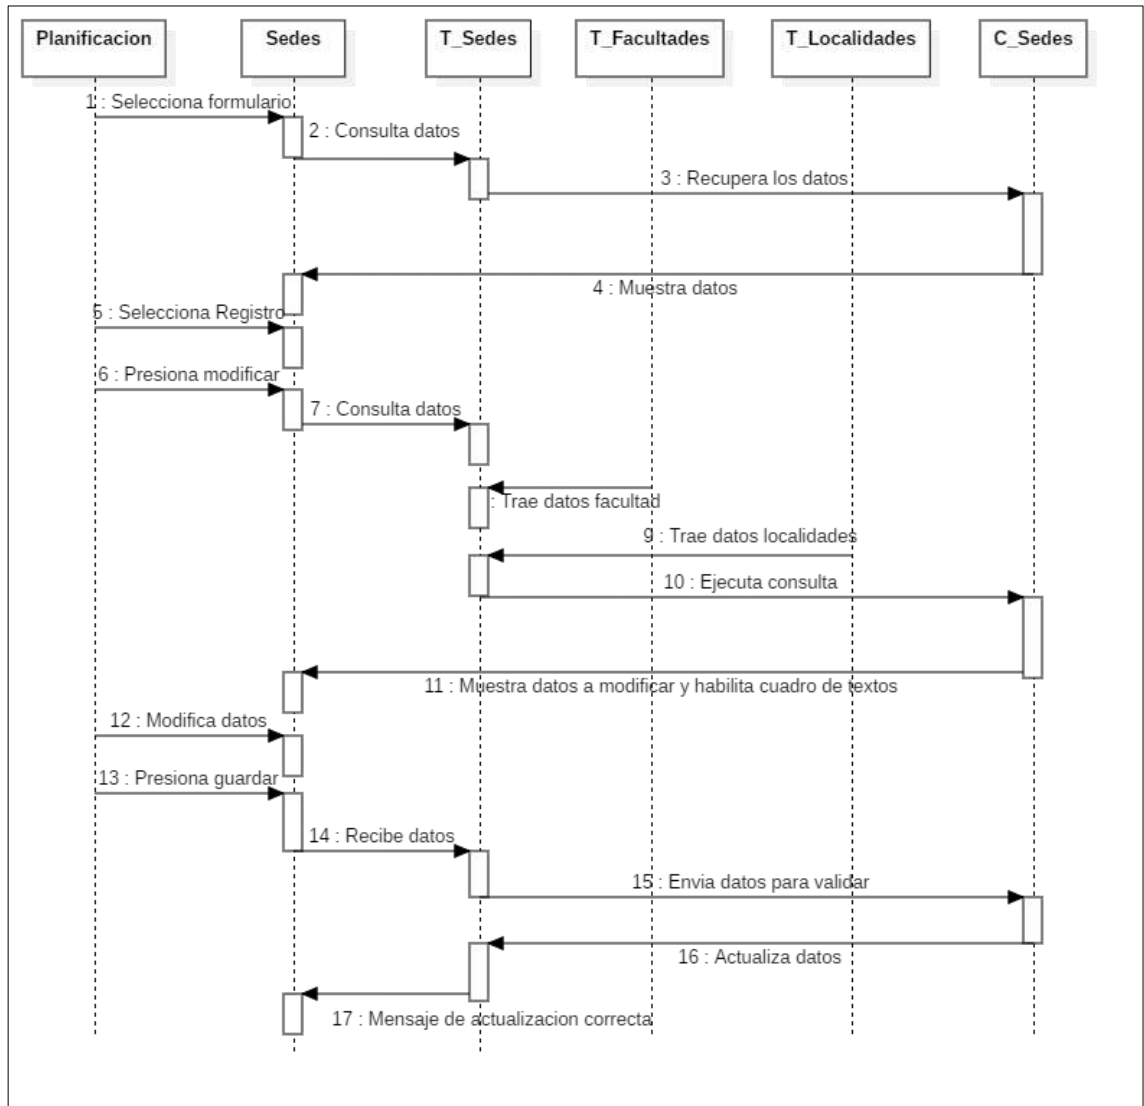 Planificacion
Sedes
T_Sedes
T_Facultades
T_Localidades
C_Sedes
1 : Selecciona formulario
2 : Consulta datos
3 : Recupera los datos
4 : Muestra datos
5 : Selecciona Registro
6 : Presiona modificar
7 : Consulta datos
: Trae datos facultad
9 : Trae datos localidades
10 : Ejecuta consulta
11 : Muestra datos a modificar y habilita cuadro de textos
12 : Modifica datos
13 : Presiona guardar
14 : Recibe datos
15 : Envia datos para validar
16 : Actualiza datos
17 : Mensaje de actualizacion correcta